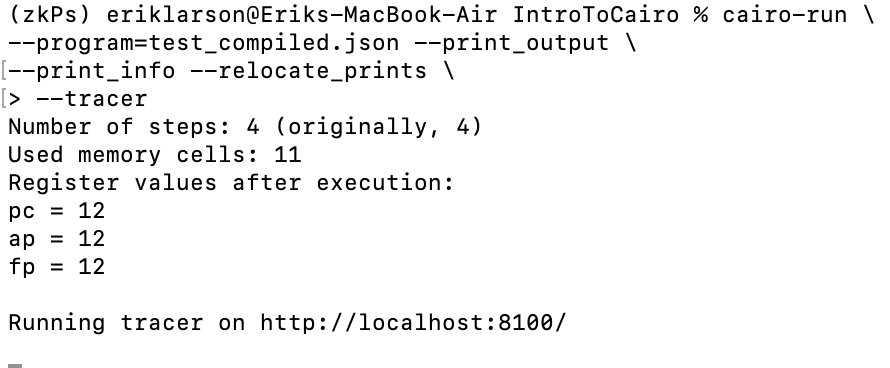 (zkPs) eriklarson@Eriks-MacBook-Air IntroToCairo % cairo-run \
--program=test_compiled.json --print_output \
[--print_info --relocate_prints \
[> --tracer
Number of steps: 4 (originally, 4)
Used memory cells: 11
Register values after execution:
pc = 12
ap = 12
fp = 12
Running tracer on http://localhost:8100/